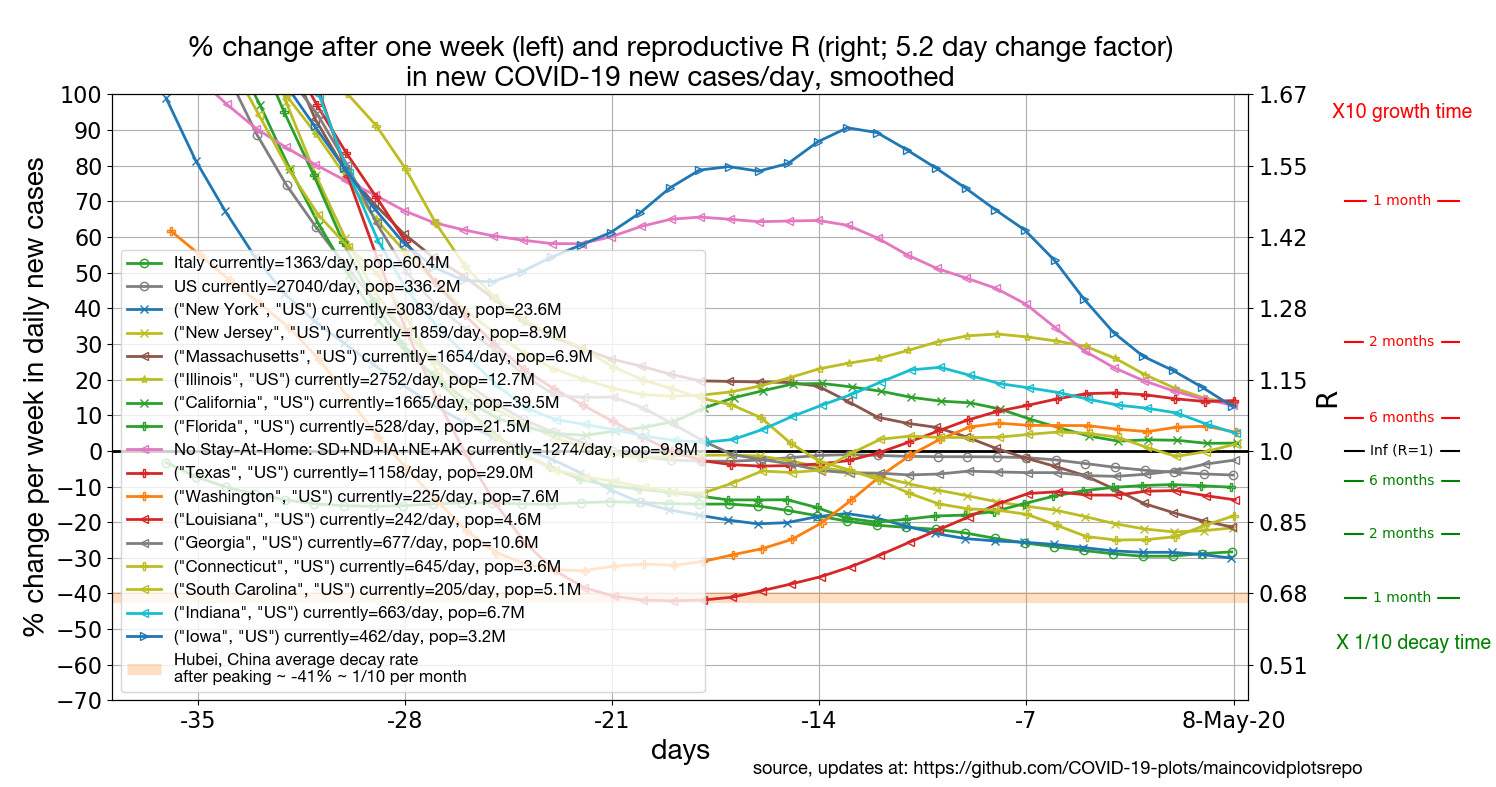 % change after one week (left) and reproductive R (right; 5.2 day change factor)
in new COVID-19 new cases/day, smoothed
% change per week in daily new cases
100
90
80
70
60
50
40
30
20
10
0
−10
−20
−30
−40
−50
−60
−70
Italy currently=1363/day, pop=60.4M
US currently=27040/day, pop=336.2M
("New York", "US") currently=3083/day, pop=23.6M
("New Jersey", "US") currently=1859/day, pop=8.9M
("Massachusetts", "US") currently=1654/day, pop=6.9M
("Illinois", "US") currently=2752/day, pop=12.7M
("California", "US") currently=1665/day, pop=39.5M
("Florida", "US") currently=528/day, pop=21.5M
No Stay-At-Home: SD+ND+IA+NE+AK currently=1274/day, pop=9.8M
("Texas", "US") currently=1158/day, pop=29.0M
("Washington", "US") currently=225/day, pop=7.6M
("Louisiana", "US") currently=242/day, pop=4.6M
("Georgia", "US") currently=677/day, pop=10.6M
("Connecticut", "US") currently=645/day, pop=3.6M
("South Carolina", "US") currently=205/day, pop=5.1M
("Indiana", "US") currently=663/day, pop=6.7M
("Iowa", "US") currently=462/day, pop=3.2M
Hubei, China average decay rate
after peaking ~ -41% ~ 1/10 per month
-35
-28
-21
-14
-7
8-May-20
days
1.67
1.55
1.42
1.28
1.15
1.0
0.85
0.68
0.51
R
X10 growth time
1 month
2 months
6 months
Inf (R=1)
6 months
2 months
1 month
X 1/10 decay time
source, updates at: https://github.com/COVID-19-plots/maincovidplotsrepo